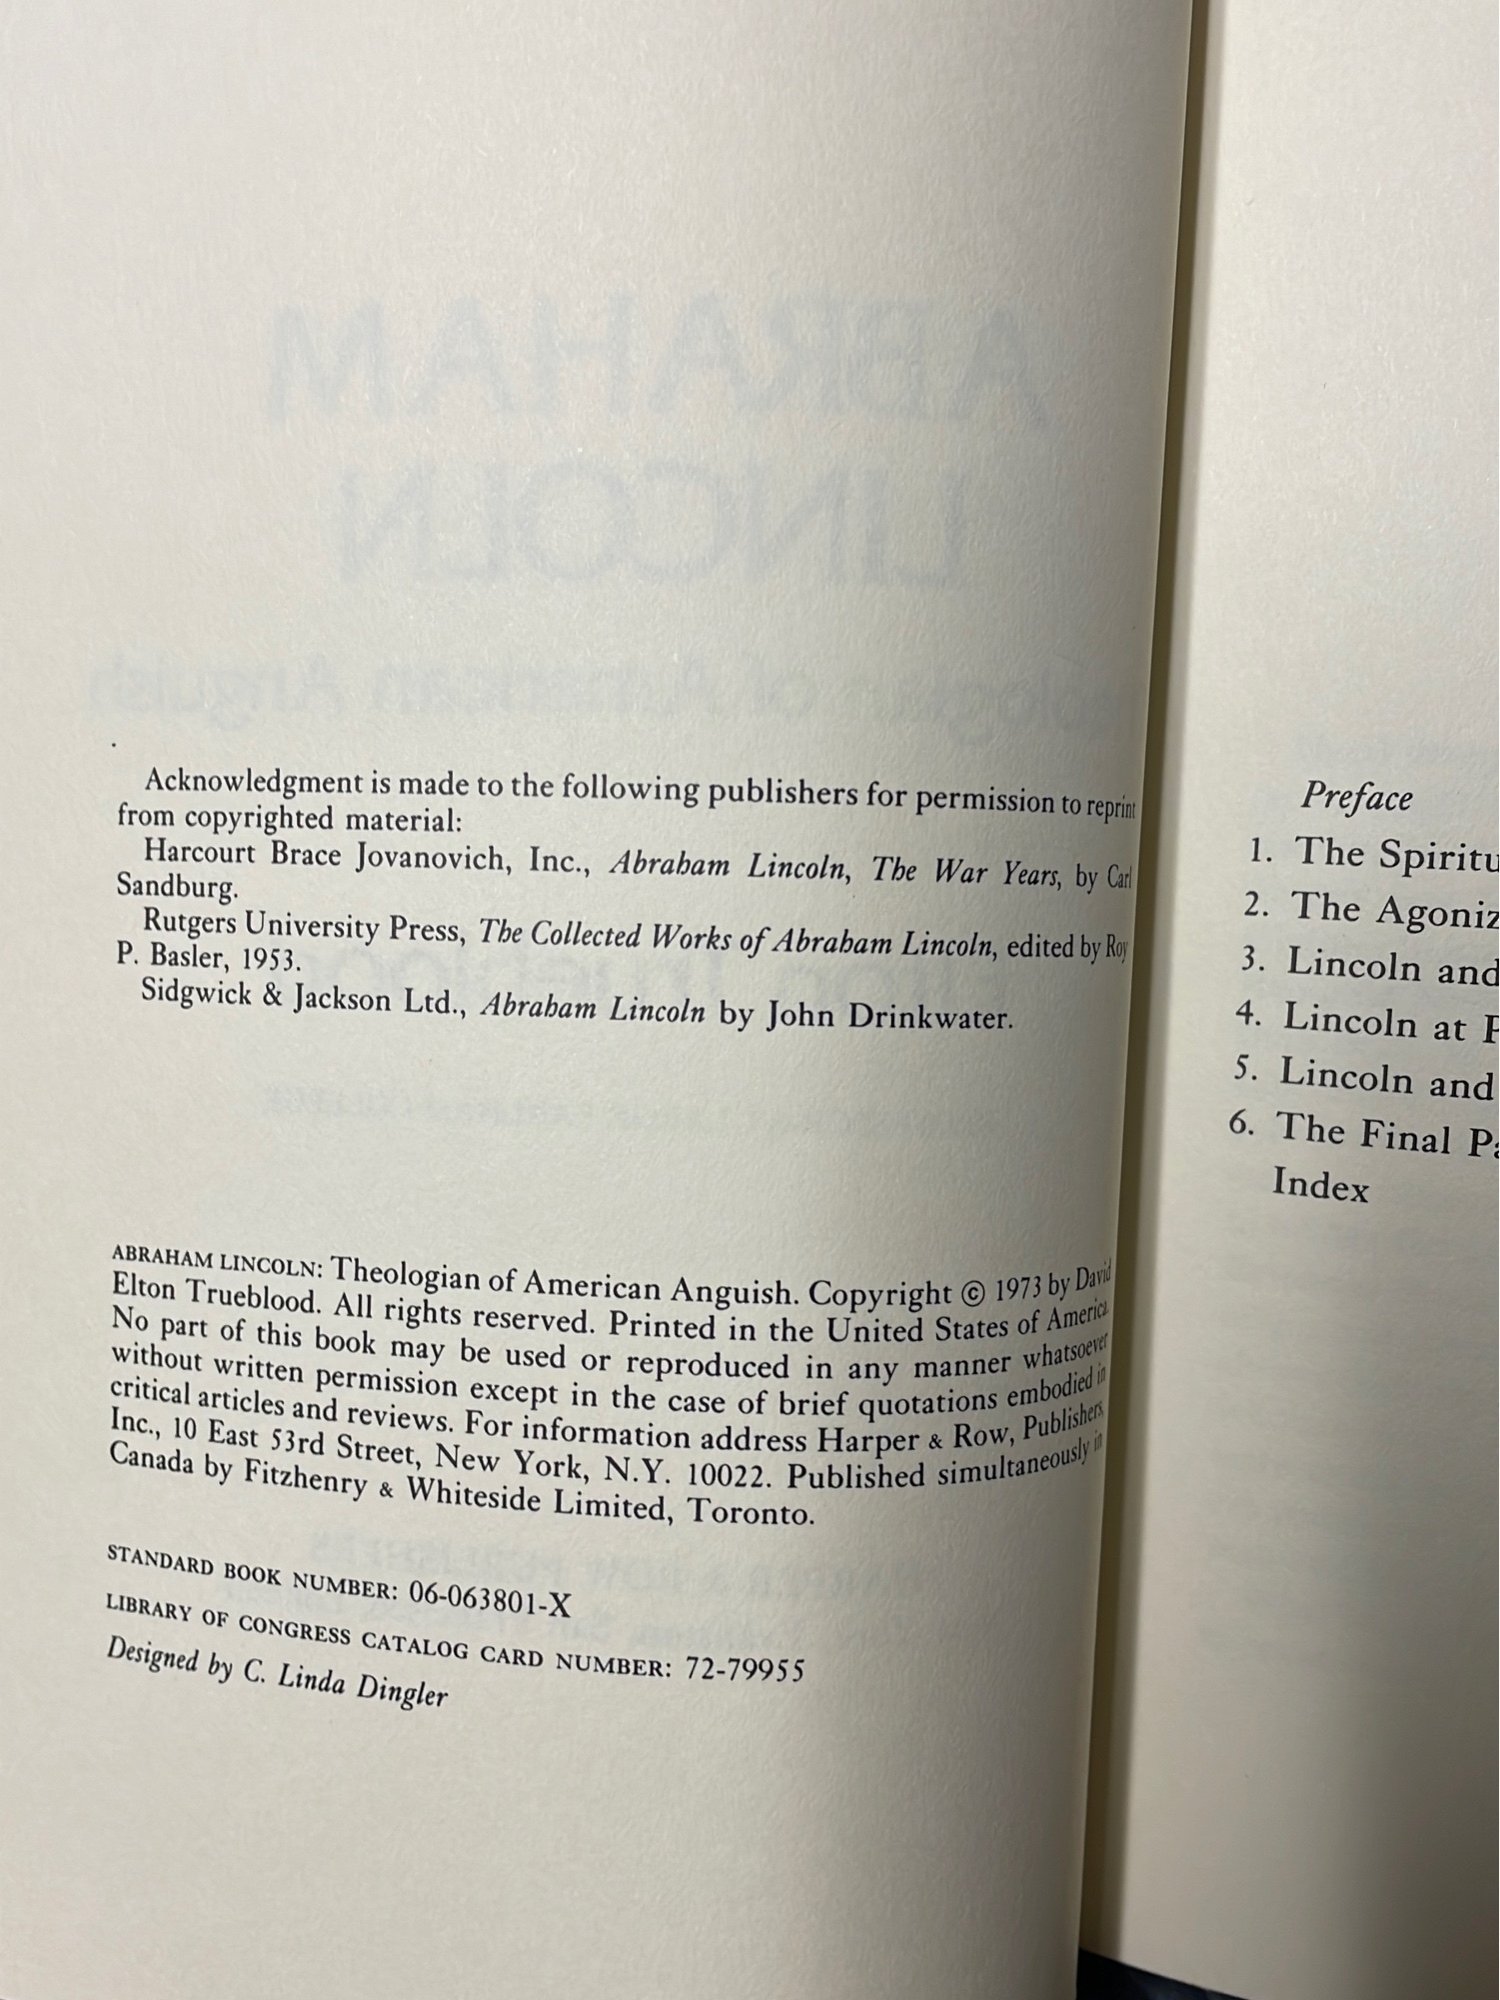 Acknowledgment is made to the following publishers for permission to reprint
from copyrighted material:
Harcourt Brace Jovanovich, Inc., Abraham Lincoln, The War Years, by Carl
Sandburg.
Rutgers University Press, The Collected Works of Abraham Lincoln, edited by Roy
P. Basler, 1953.
Sidgwick & Jackson Ltd., Abraham Lincoln by John Drinkwater.
ABRAHAM LINCOLN: Theologian of American Anguish. Copyright © 1973 by David
Elton Trueblood. All rights reserved. Printed in the United States of America.
No part of this book may be used or reproduced in any manner whatsoever
without written permission except in the case of brief quotations embodied in
critical articles and reviews. For information address Harper & Row, Publishers,
Inc., 10 East 53rd Street, New York, N.Y. 10022. Published simultaneously in
Canada by Fitzhenry & Whiteside Limited, Toronto.
STANDARD BOOK NUMBER: 06-063801-X
LIBRARY OF CONGRESS CATALOG CARD NUMBER: 72-79955
Designed by C. Linda Dingler
Preface
1. The Spiritu
2. The Agoniz
3. Lincoln and
4. Lincoln at P
5. Lincoln and
6. The Final Pa
Index